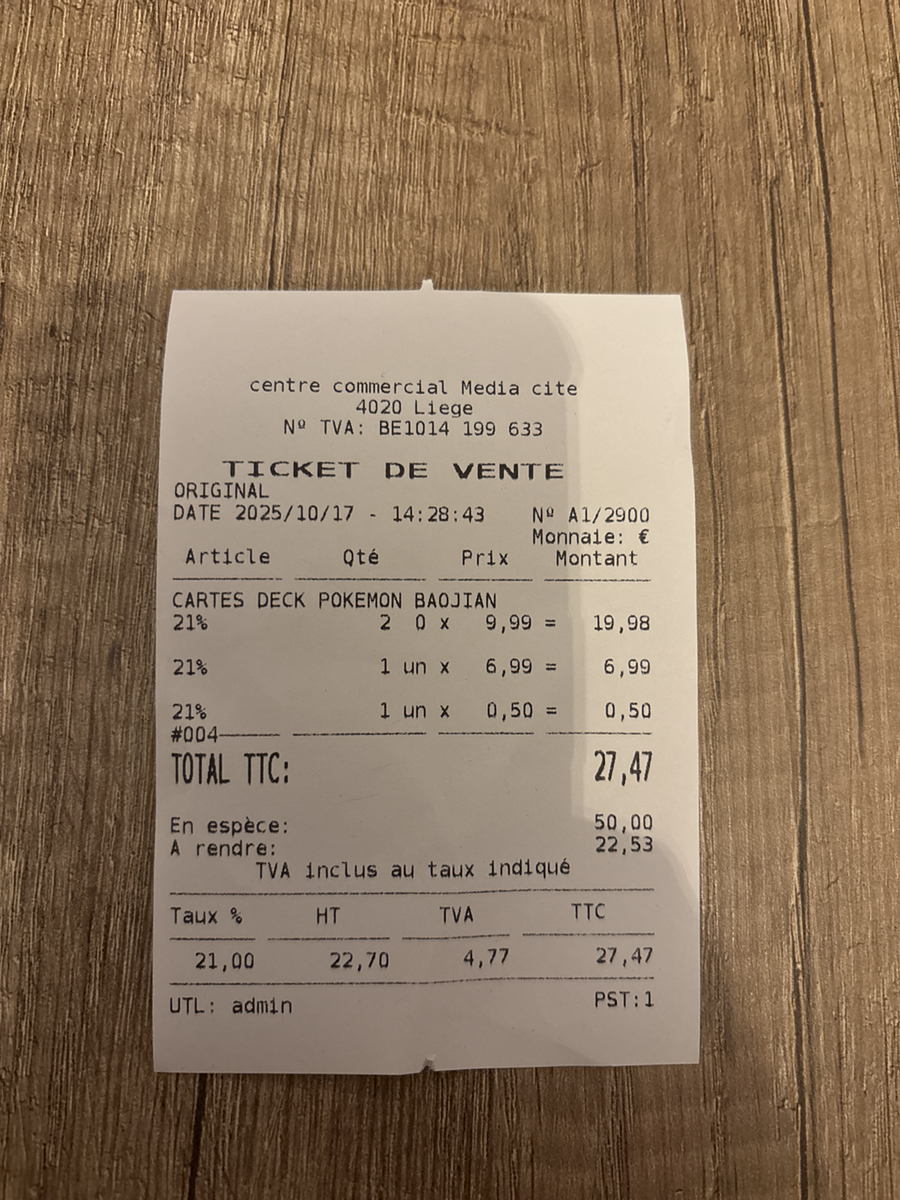 centre commercial Media cite
4020 Liege
Nº TVA: BE1014 199 633
TICKET DE VENTE
ORIGINAL
DATE 2025/10/17 - 14:28:43 Nº A1/2900
Monnaie: €
Article Qté Prix Montant
CARTES DECK POKEMON BAOJIAN
21% 2 0 x 9,99 = 19,98
21% 1 un x 6,99 = 6,99
21% 1 un x 0,50 = 0,50
#004
TOTAL TTC: 27,47
En espèce: 50,00
A rendre: 22,53
TVA inclus au taux indiqué
Taux % HT TVA TTC
21,00 22,70 4,77 27,47
UTL: admin PST:1